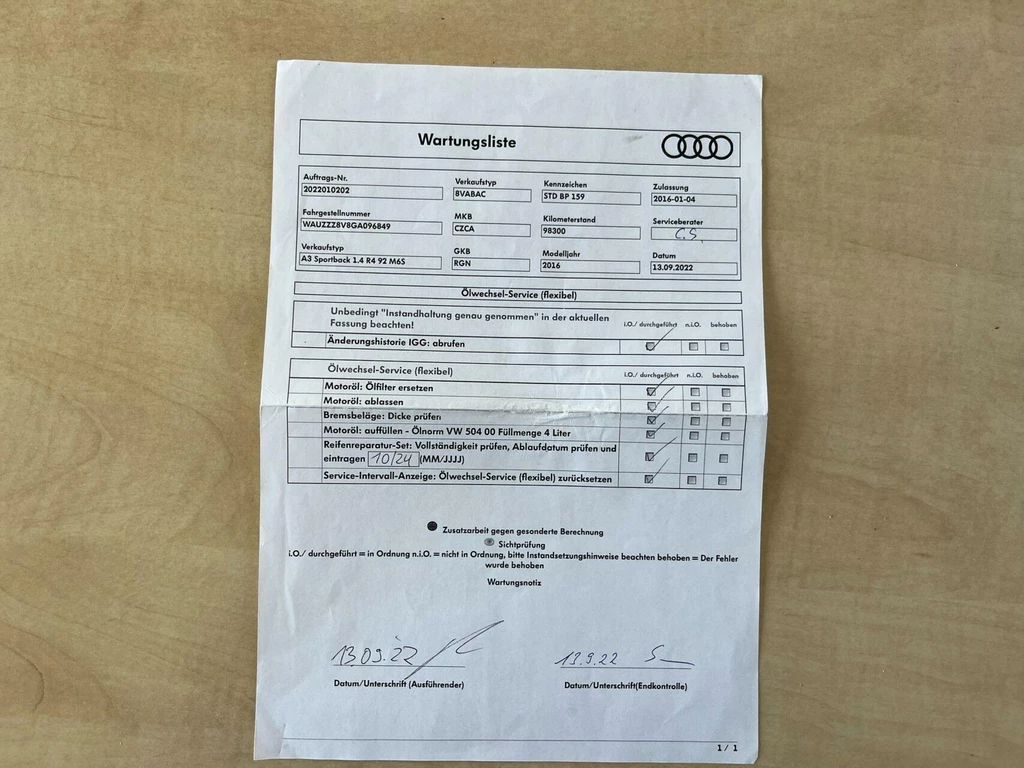 Wartungsliste
Auftrags-Nr. Verkaufstyp Kennzeichen Zulassung
2022010202 8VABAC STD BP 159 2016-01-04
Fahrgestellnummer MKB Kilometerstand Serviceberater
WAUZZZ8V8GA096849 CZCA 98300 C.S.
Verkaufstyp GKB Modelljahr Datum
A3 Sportback 1.4 R4 92 M6S RGN 2016 13.09.2022
Ölwechsel-Service (flexibel)
Unbedingt "Instandhaltung genau genommen" in der aktuellen
Fassung beachten! i.O./ durchgeführt n.i.O. behoben
Änderungshistorie IGG: abrufen
Ölwechsel-Service (flexibel) i.O./ durchgeführt n.i.O. behoben
Motoröl: Ölfilter ersetzen
Motoröl: ablassen
Bremsbeläge: Dicke prüfen
Motoröl: auffüllen - Ölnorm VW 504 00 Füllmenge 4 Liter
Reifenreparatur-Set: Vollständigkeit prüfen, Ablaufdatum prüfen und
eintragen 10/24 (MM/JJJJ)
Service-Intervall-Anzeige: Ölwechsel-Service (flexibel) zurücksetzen
Zusatzarbeit gegen gesonderte Berechnung
Sichtprüfung
i.O./ durchgeführt = in Ordnung n.i.O. = nicht in Ordnung, bitte Instandsetzungshinweise beachten behoben = Der Fehler
wurde behoben
Wartungsnotiz
13.09.22 13.9.22
Datum/Unterschrift (Ausführender) Datum/Unterschrift(Endkontrolle)
1 / 1